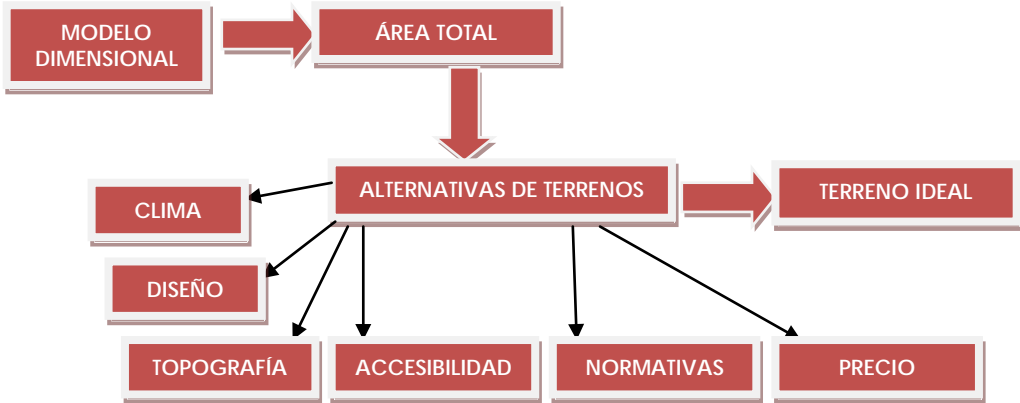 MODELO
DIMENSIONAL
ÁREA TOTAL
ALTERNATIVAS DE TERRENOS
TERRENO IDEAL
CLIMA
DISEÑO
TOPOGRAFÍA
ACCESIBILIDAD
NORMATIVAS
PRECIO